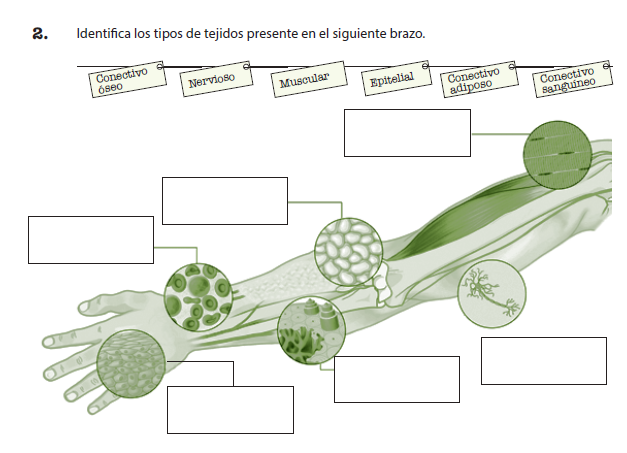 2. Identifica los tipos de tejidos presente en el siguiente brazo.
Conectivo
óseo
Nervioso
Muscular
Epitelial
Conectivo
adiposo
Conectivo
sanguíneo